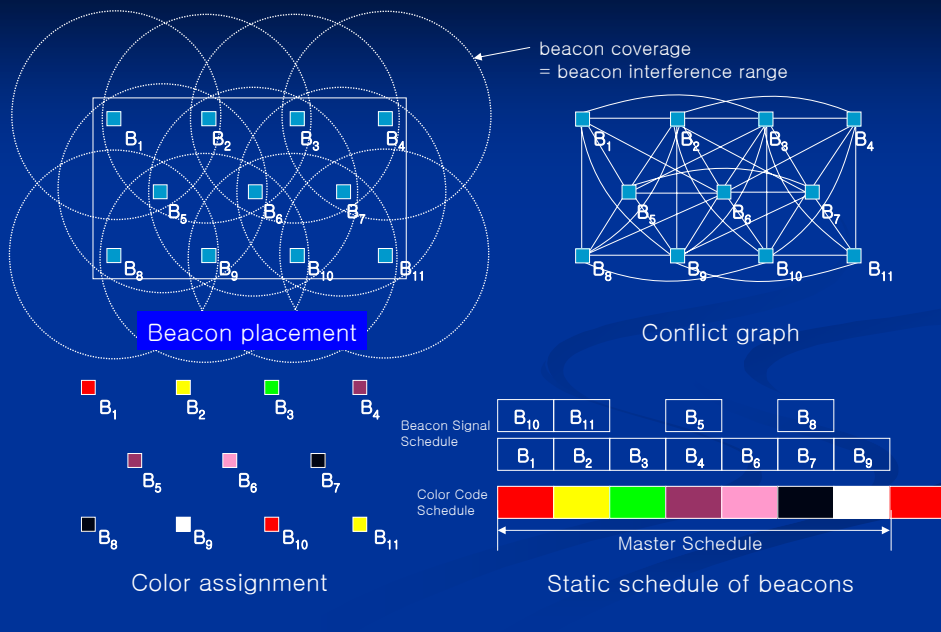 beacon coverage
= beacon interference range
B₁ B₂ B₃ B₄
B₅ B₆ B₇
B₈ B₉ B₁₀ B₁₁
Beacon placement
B₁ B₂ B₃ B₄
B₅ B₆ B₇
B₈ B₉ B₁₀ B₁₁
Conflict graph
B₁ B₂ B₃ B₄
B₅ B₆ B₇
B₈ B₉ B₁₀ B₁₁
Color assignment
Beacon Signal
Schedule
B₁₀ B₁₁ B₅ B₈
B₁ B₂ B₃ B₄ B₆ B₇ B₉
Color Code
Schedule
Master Schedule
Static schedule of beacons